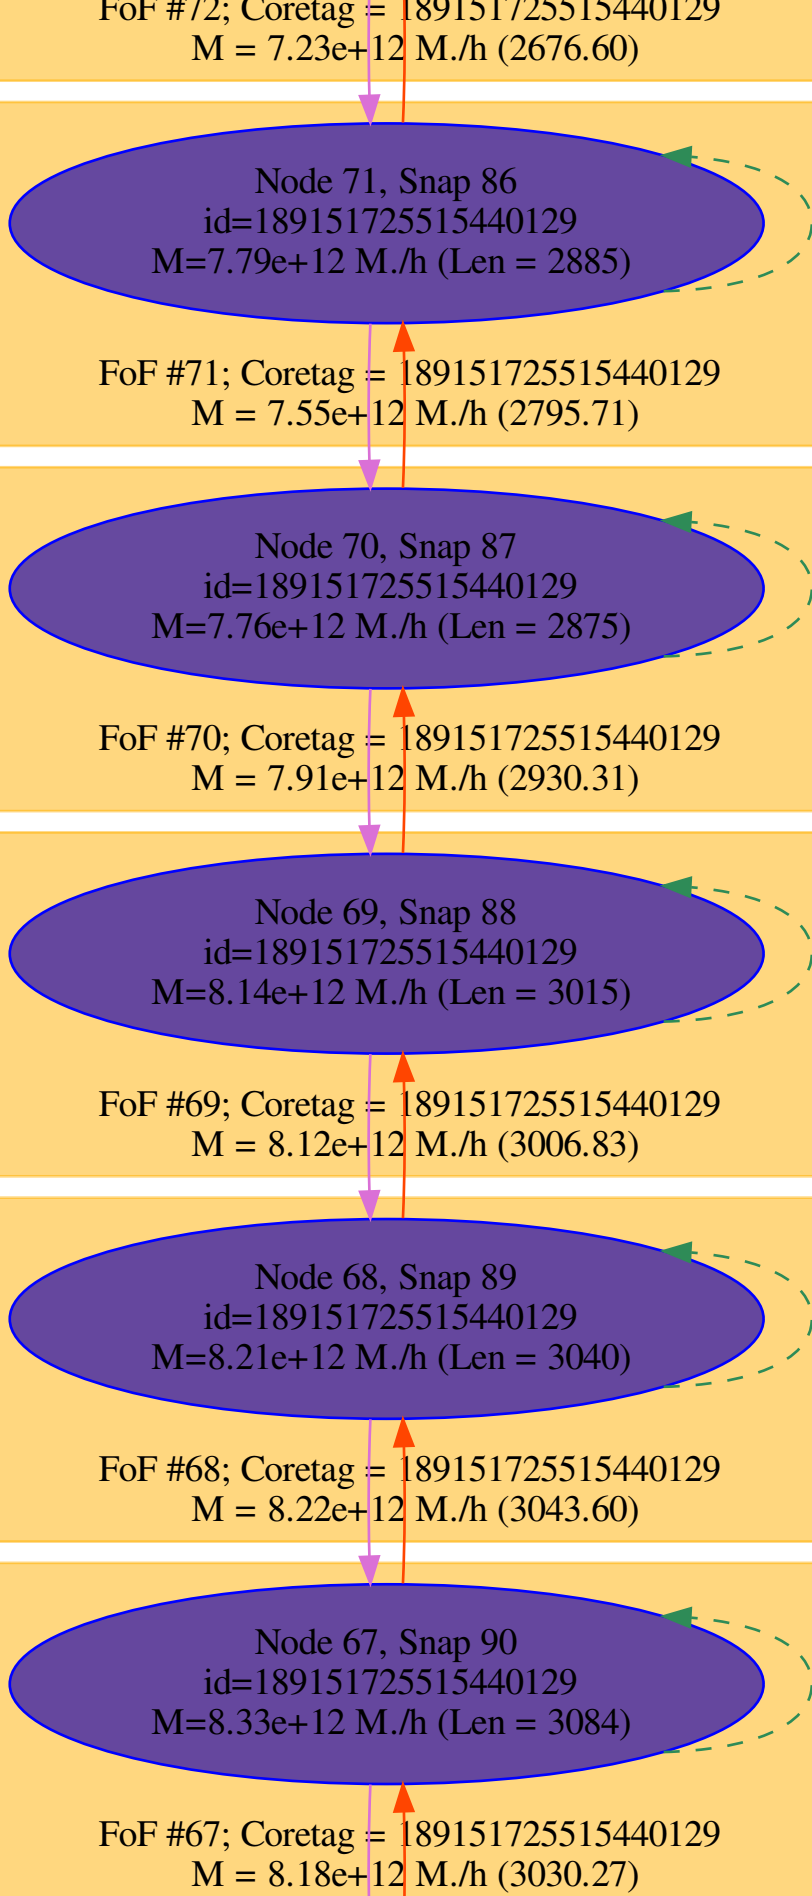 FoF #72; Coretag = 189151725515440129
M = 7.23e+12 M./h (2676.60)
Node 71, Snap 86
id=189151725515440129
M=7.79e+12 M./h (Len = 2885)
FoF #71; Coretag = 189151725515440129
M = 7.55e+12 M./h (2795.71)
Node 70, Snap 87
id=189151725515440129
M=7.76e+12 M./h (Len = 2875)
FoF #70; Coretag = 189151725515440129
M = 7.91e+12 M./h (2930.31)
Node 69, Snap 88
id=189151725515440129
M=8.14e+12 M./h (Len = 3015)
FoF #69; Coretag = 189151725515440129
M = 8.12e+12 M./h (3006.83)
Node 68, Snap 89
id=189151725515440129
M=8.21e+12 M./h (Len = 3040)
FoF #68; Coretag = 189151725515440129
M = 8.22e+12 M./h (3043.60)
Node 67, Snap 90
id=189151725515440129
M=8.33e+12 M./h (Len = 3084)
FoF #67; Coretag = 189151725515440129
M = 8.18e+12 M./h (3030.27)